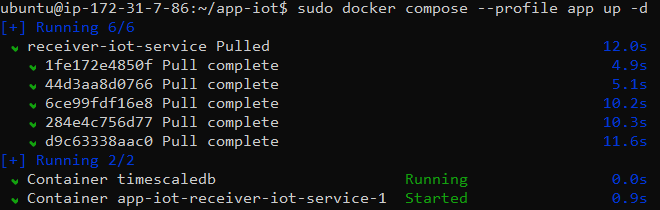 ubuntu@ip-172-31-7-86:~/app-iot$ sudo docker compose --profile app up -d
[+] Running 6/6
✔ receiver-iot-service Pulled 12.0s
✔ 1fe172e4850f Pull complete 4.9s
✔ 44d3aa8d0766 Pull complete 5.1s
✔ 6ce99fdf16e8 Pull complete 10.2s
✔ 284e4c756d77 Pull complete 10.3s
✔ d9c63338aac0 Pull complete 11.6s
[+] Running 2/2
✔ Container timescaledb Running 0.0s
✔ Container app-iot-receiver-iot-service-1 Started 0.9s